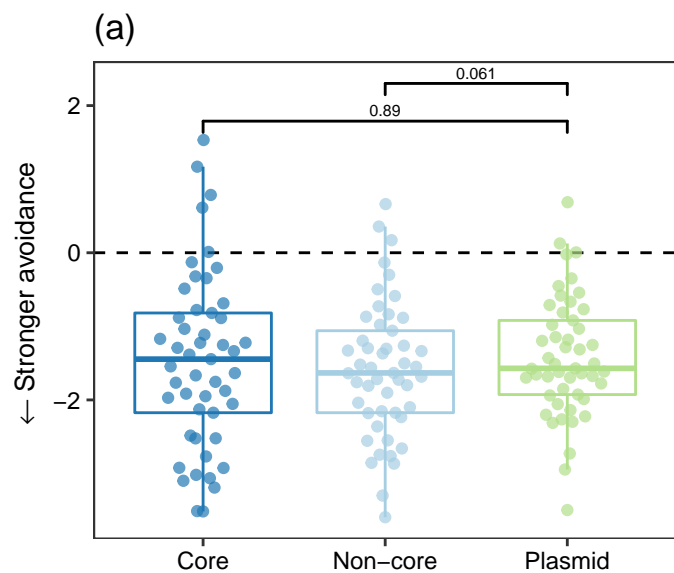 (a)
0.061
0.89
2
0
−2
← Stronger avoidance
Core
Non−core
Plasmid